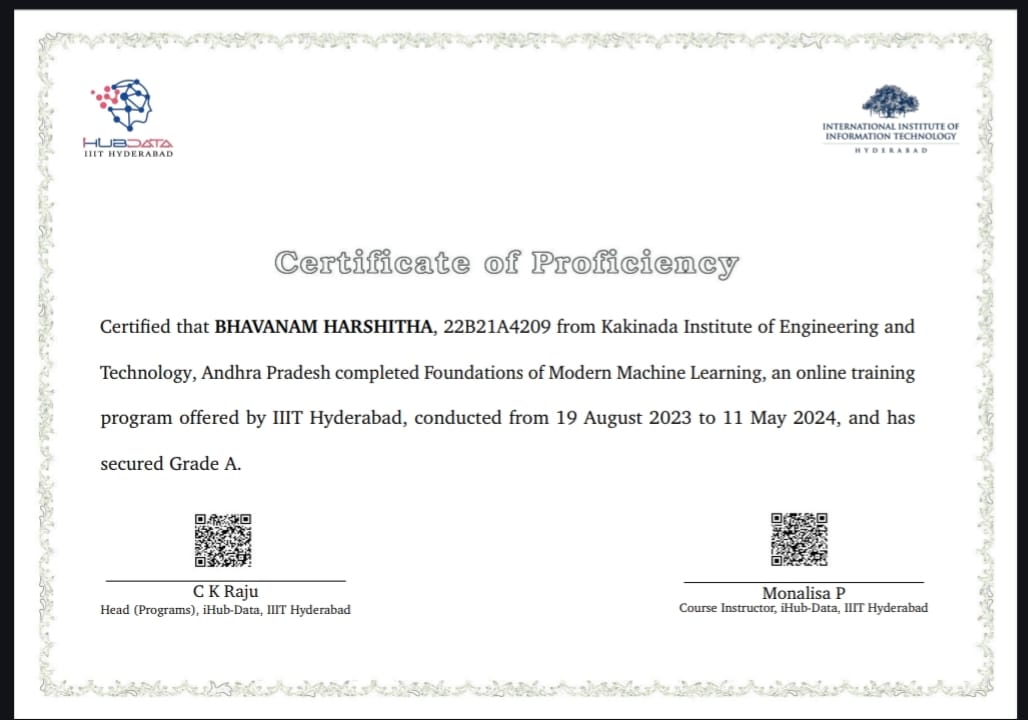 HUBDATA
IIIT HYDERABAD
INTERNATIONAL INSTITUTE OF
INFORMATION TECHNOLOGY
HYDERABAD
Certificate of Proficiency
Certified that BHAVANAM HARSHITHA, 22B21A4209 from Kakinada Institute of Engineering and
Technology, Andhra Pradesh completed Foundations of Modern Machine Learning, an online training
program offered by IIIT Hyderabad, conducted from 19 August 2023 to 11 May 2024, and has
secured Grade A.
C K Raju
Head (Programs), iHub-Data, IIIT Hyderabad
Monalisa P
Course Instructor, iHub-Data, IIIT Hyderabad